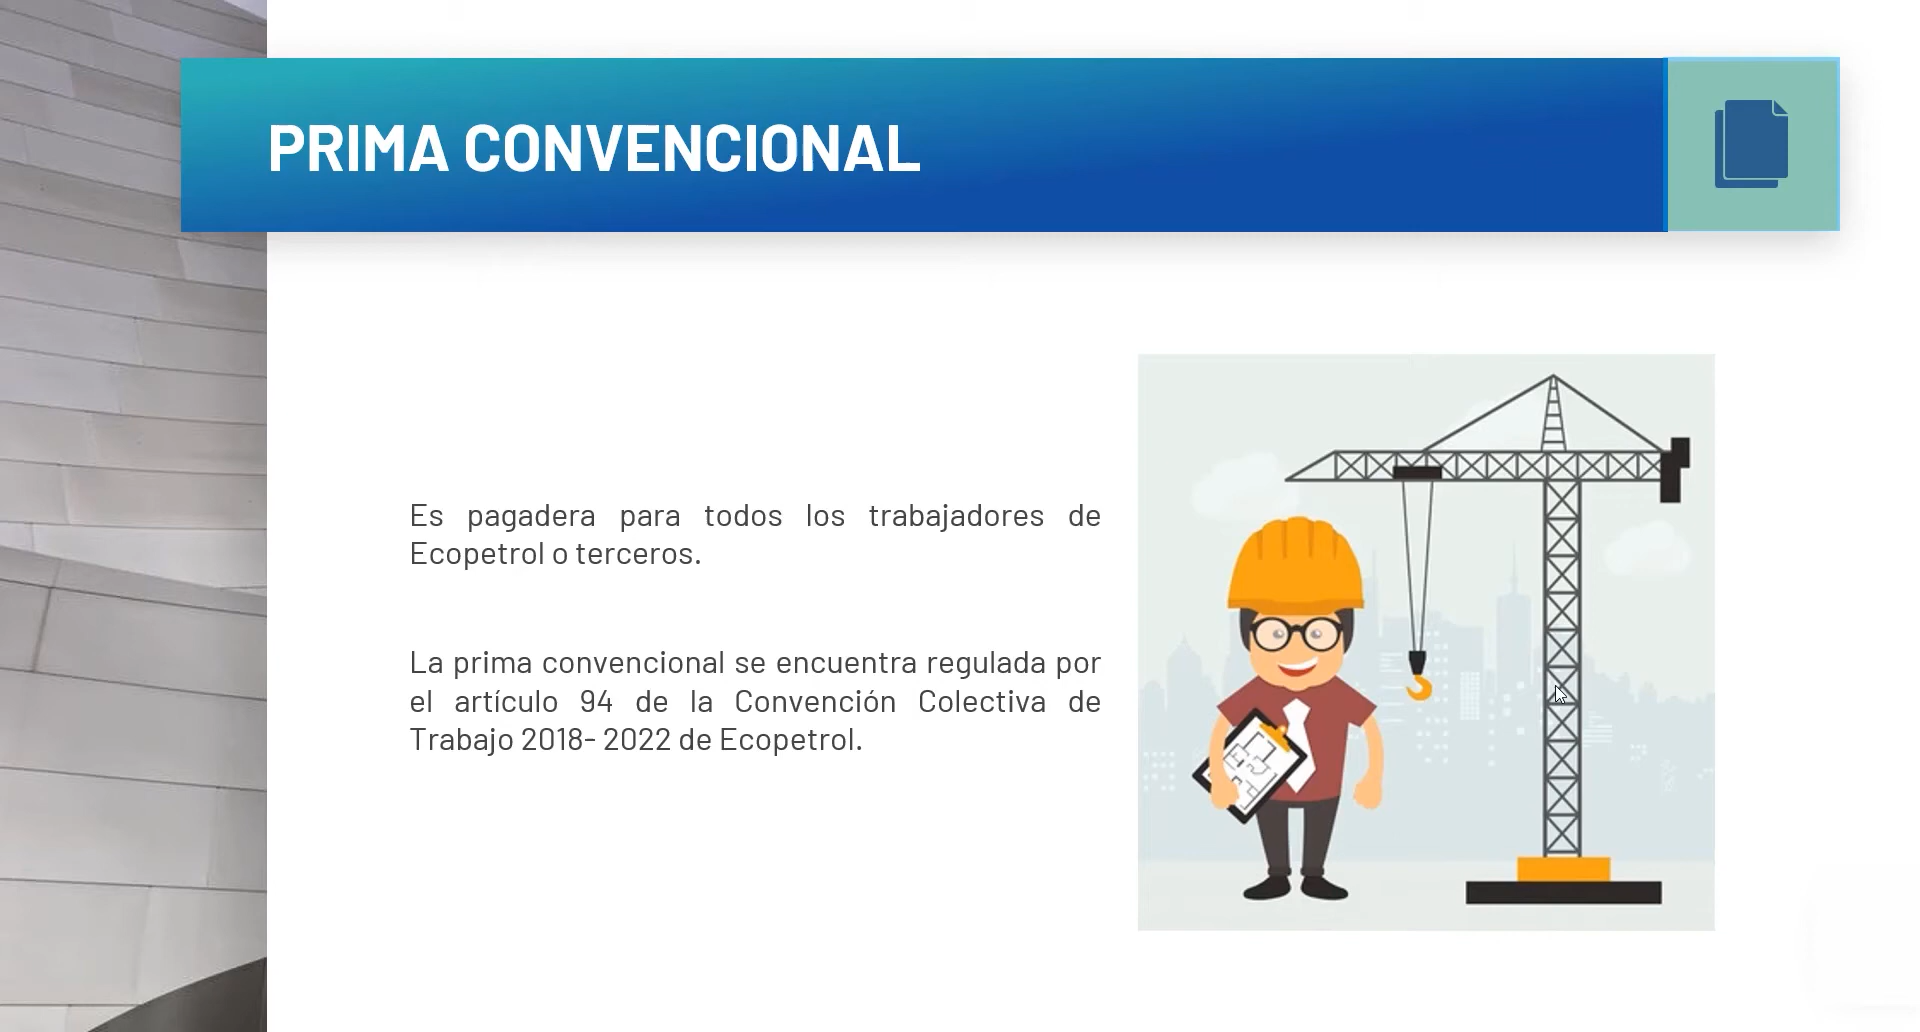 PRIMA CONVENCIONAL
Es pagadera para todos los trabajadores de
Ecopetrol o terceros.
La prima convencional se encuentra regulada por
el artículo 94 de la Convención Colectiva de
Trabajo 2018- 2022 de Ecopetrol.